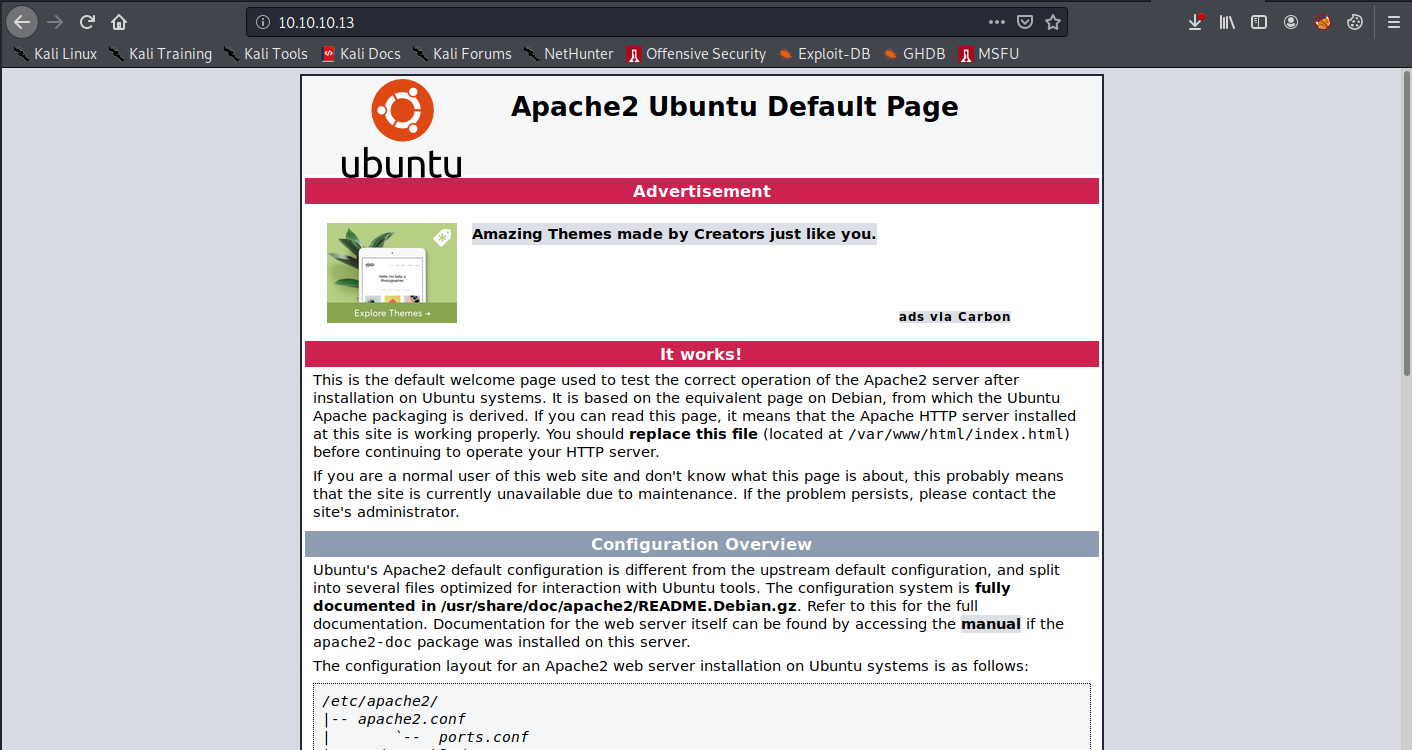 10.10.10.13
Kali Linux Kali Training Kali Tools Kali Docs Kali Forums NetHunter Offensive Security Exploit-DB GHDB MSFU
ubuntu
Apache2 Ubuntu Default Page
Advertisement
Explore Themes →
Amazing Themes made by Creators just like you.
ads via Carbon
It works!
This is the default welcome page used to test the correct operation of the Apache2 server after
installation on Ubuntu systems. It is based on the equivalent page on Debian, from which the Ubuntu
Apache packaging is derived. If you can read this page, it means that the Apache HTTP server installed
at this site is working properly. You should replace this file (located at /var/www/html/index.html)
before continuing to operate your HTTP server.
If you are a normal user of this web site and don't know what this page is about, this probably means
that the site is currently unavailable due to maintenance. If the problem persists, please contact the
site's administrator.
Configuration Overview
Ubuntu's Apache2 default configuration is different from the upstream default configuration, and split
into several files optimized for interaction with Ubuntu tools. The configuration system is fully
documented in /usr/share/doc/apache2/README.Debian.gz. Refer to this for the full
documentation. Documentation for the web server itself can be found by accessing the manual if the
apache2-doc package was installed on this server.
The configuration layout for an Apache2 web server installation on Ubuntu systems is as follows:
/etc/apache2/
|-- apache2.conf
|       `--  ports.conf